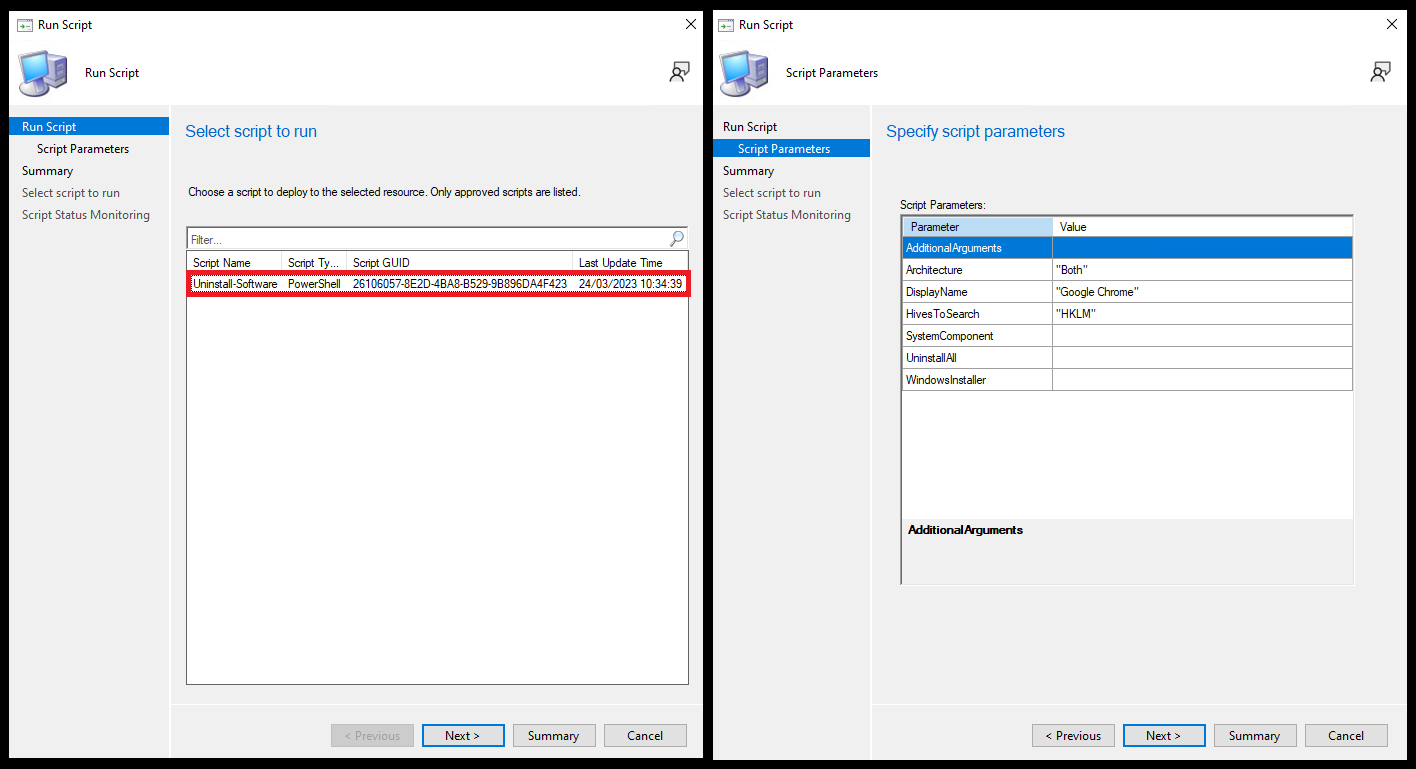 Run Script
Run Script
Run Script
Script Parameters
Summary
Select script to run
Script Status Monitoring
Select script to run
Choose a script to deploy to the selected resource. Only approved scripts are listed.
Filter...
Script Name Script Ty... Script GUID Last Update Time
Uninstall-Software PowerShell 26106057-8E2D-4BA8-B529-9B896DA4F423 24/03/2023 10:34:39
< Previous Next > Summary Cancel
Run Script
Script Parameters
Run Script
Script Parameters
Summary
Select script to run
Script Status Monitoring
Specify script parameters
Script Parameters:
Parameter Value
AdditionalArguments
Architecture "Both"
DisplayName "Google Chrome"
HivesToSearch "HKLM"
SystemComponent
UninstallAll
WindowsInstaller
AdditionalArguments
< Previous Next > Summary Cancel